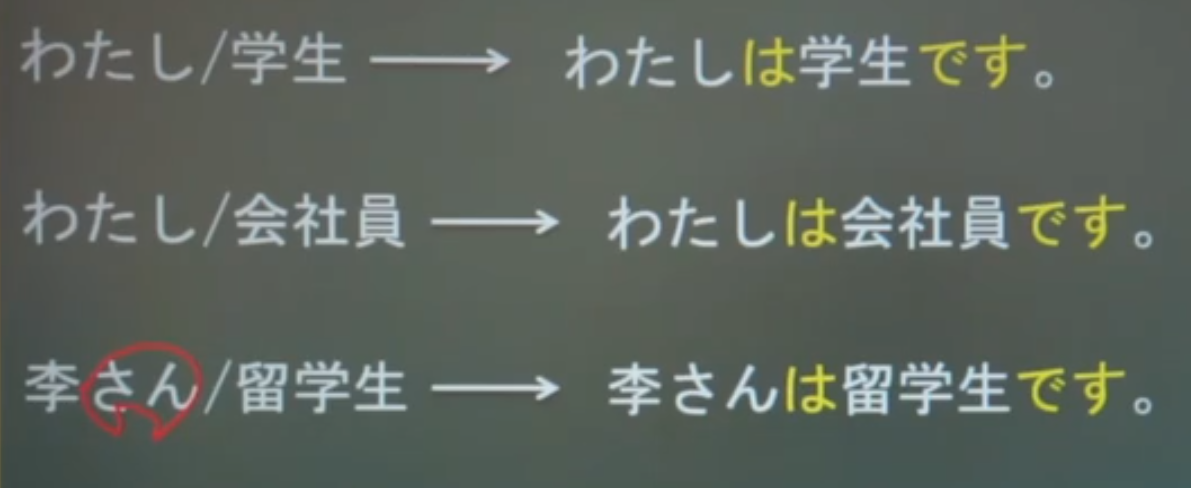 わたし/学生 → わたしは学生です。
わたし/会社員 → わたしは会社員です。
李さん/留学生 → 李さんは留学生です。